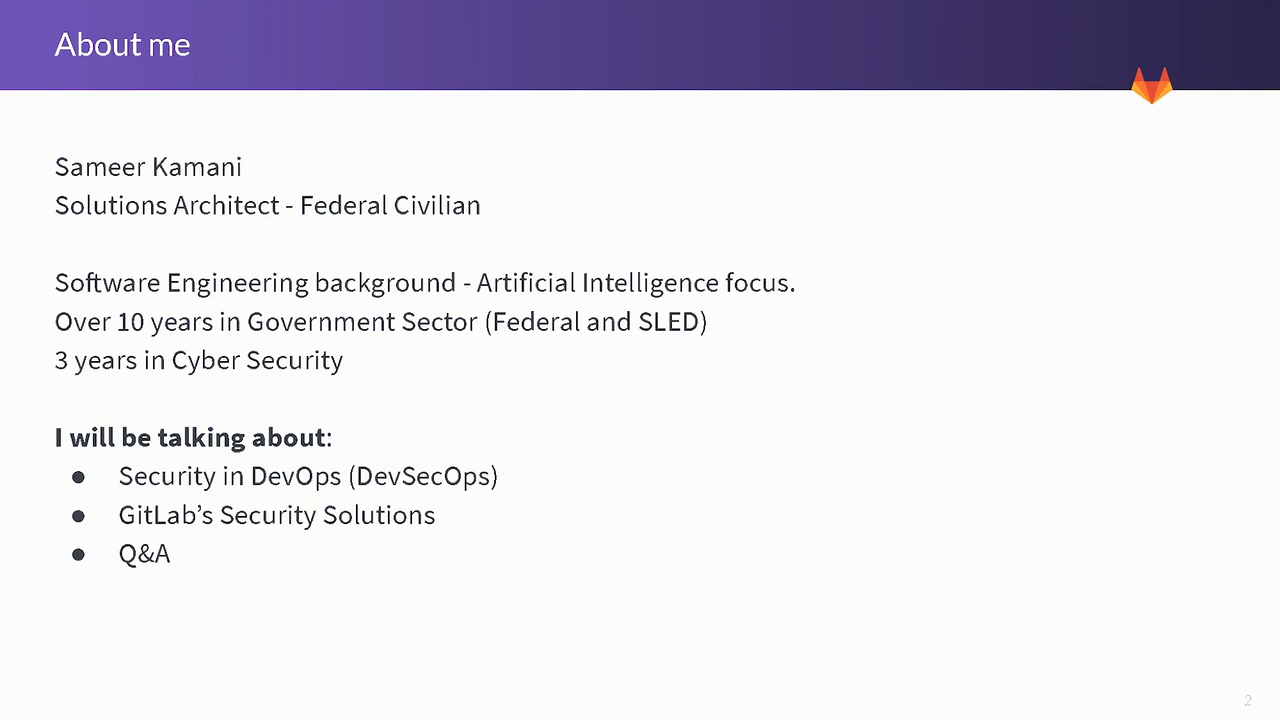 About me
Sameer Kamani
Solutions Architect - Federal Civilian
Software Engineering background - Artificial Intelligence focus.
Over 10 years in Government Sector (Federal and SLED)
3 years in Cyber Security
I will be talking about:
● Security in DevOps (DevSecOps)
● GitLab’s Security Solutions
● Q&A
2